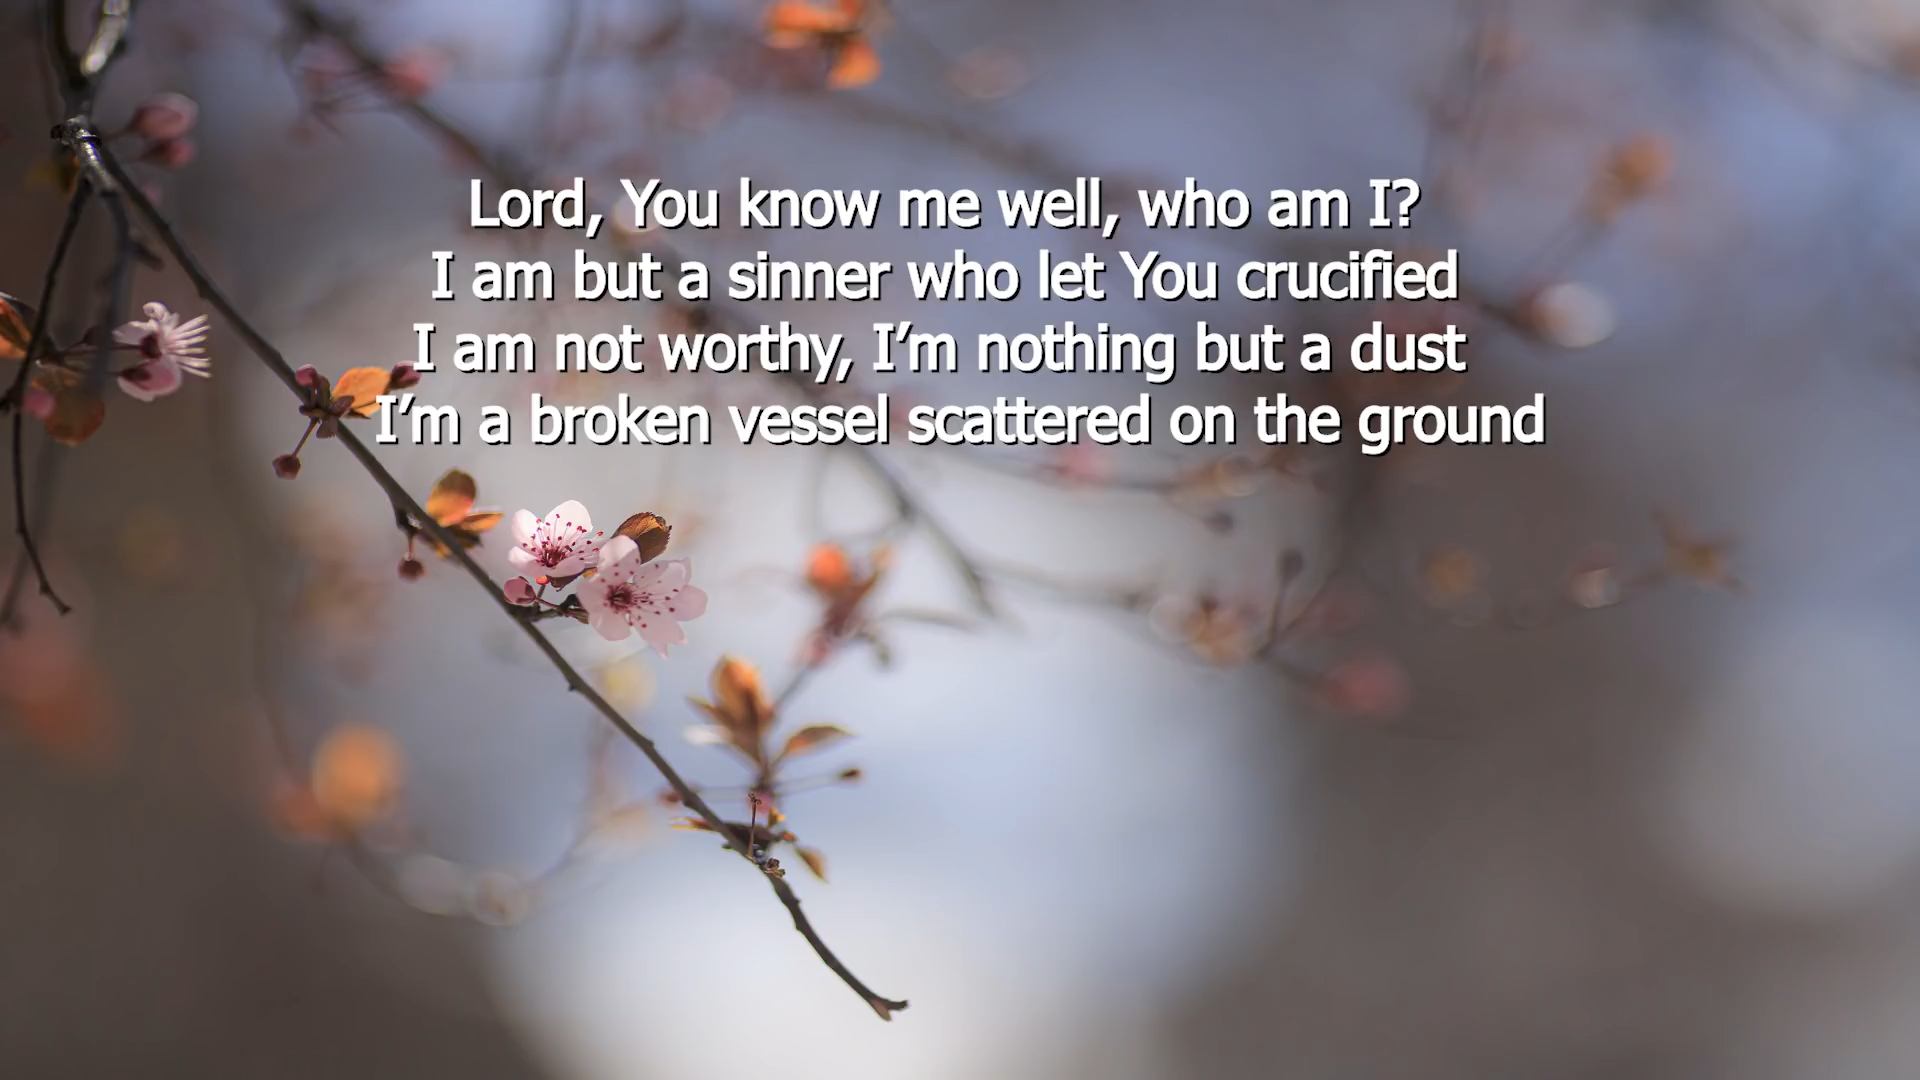 Lord, You know me well, who am I?
I am but a sinner who let You crucified
I am not worthy, I’m nothing but a dust
I’m a broken vessel scattered on the ground